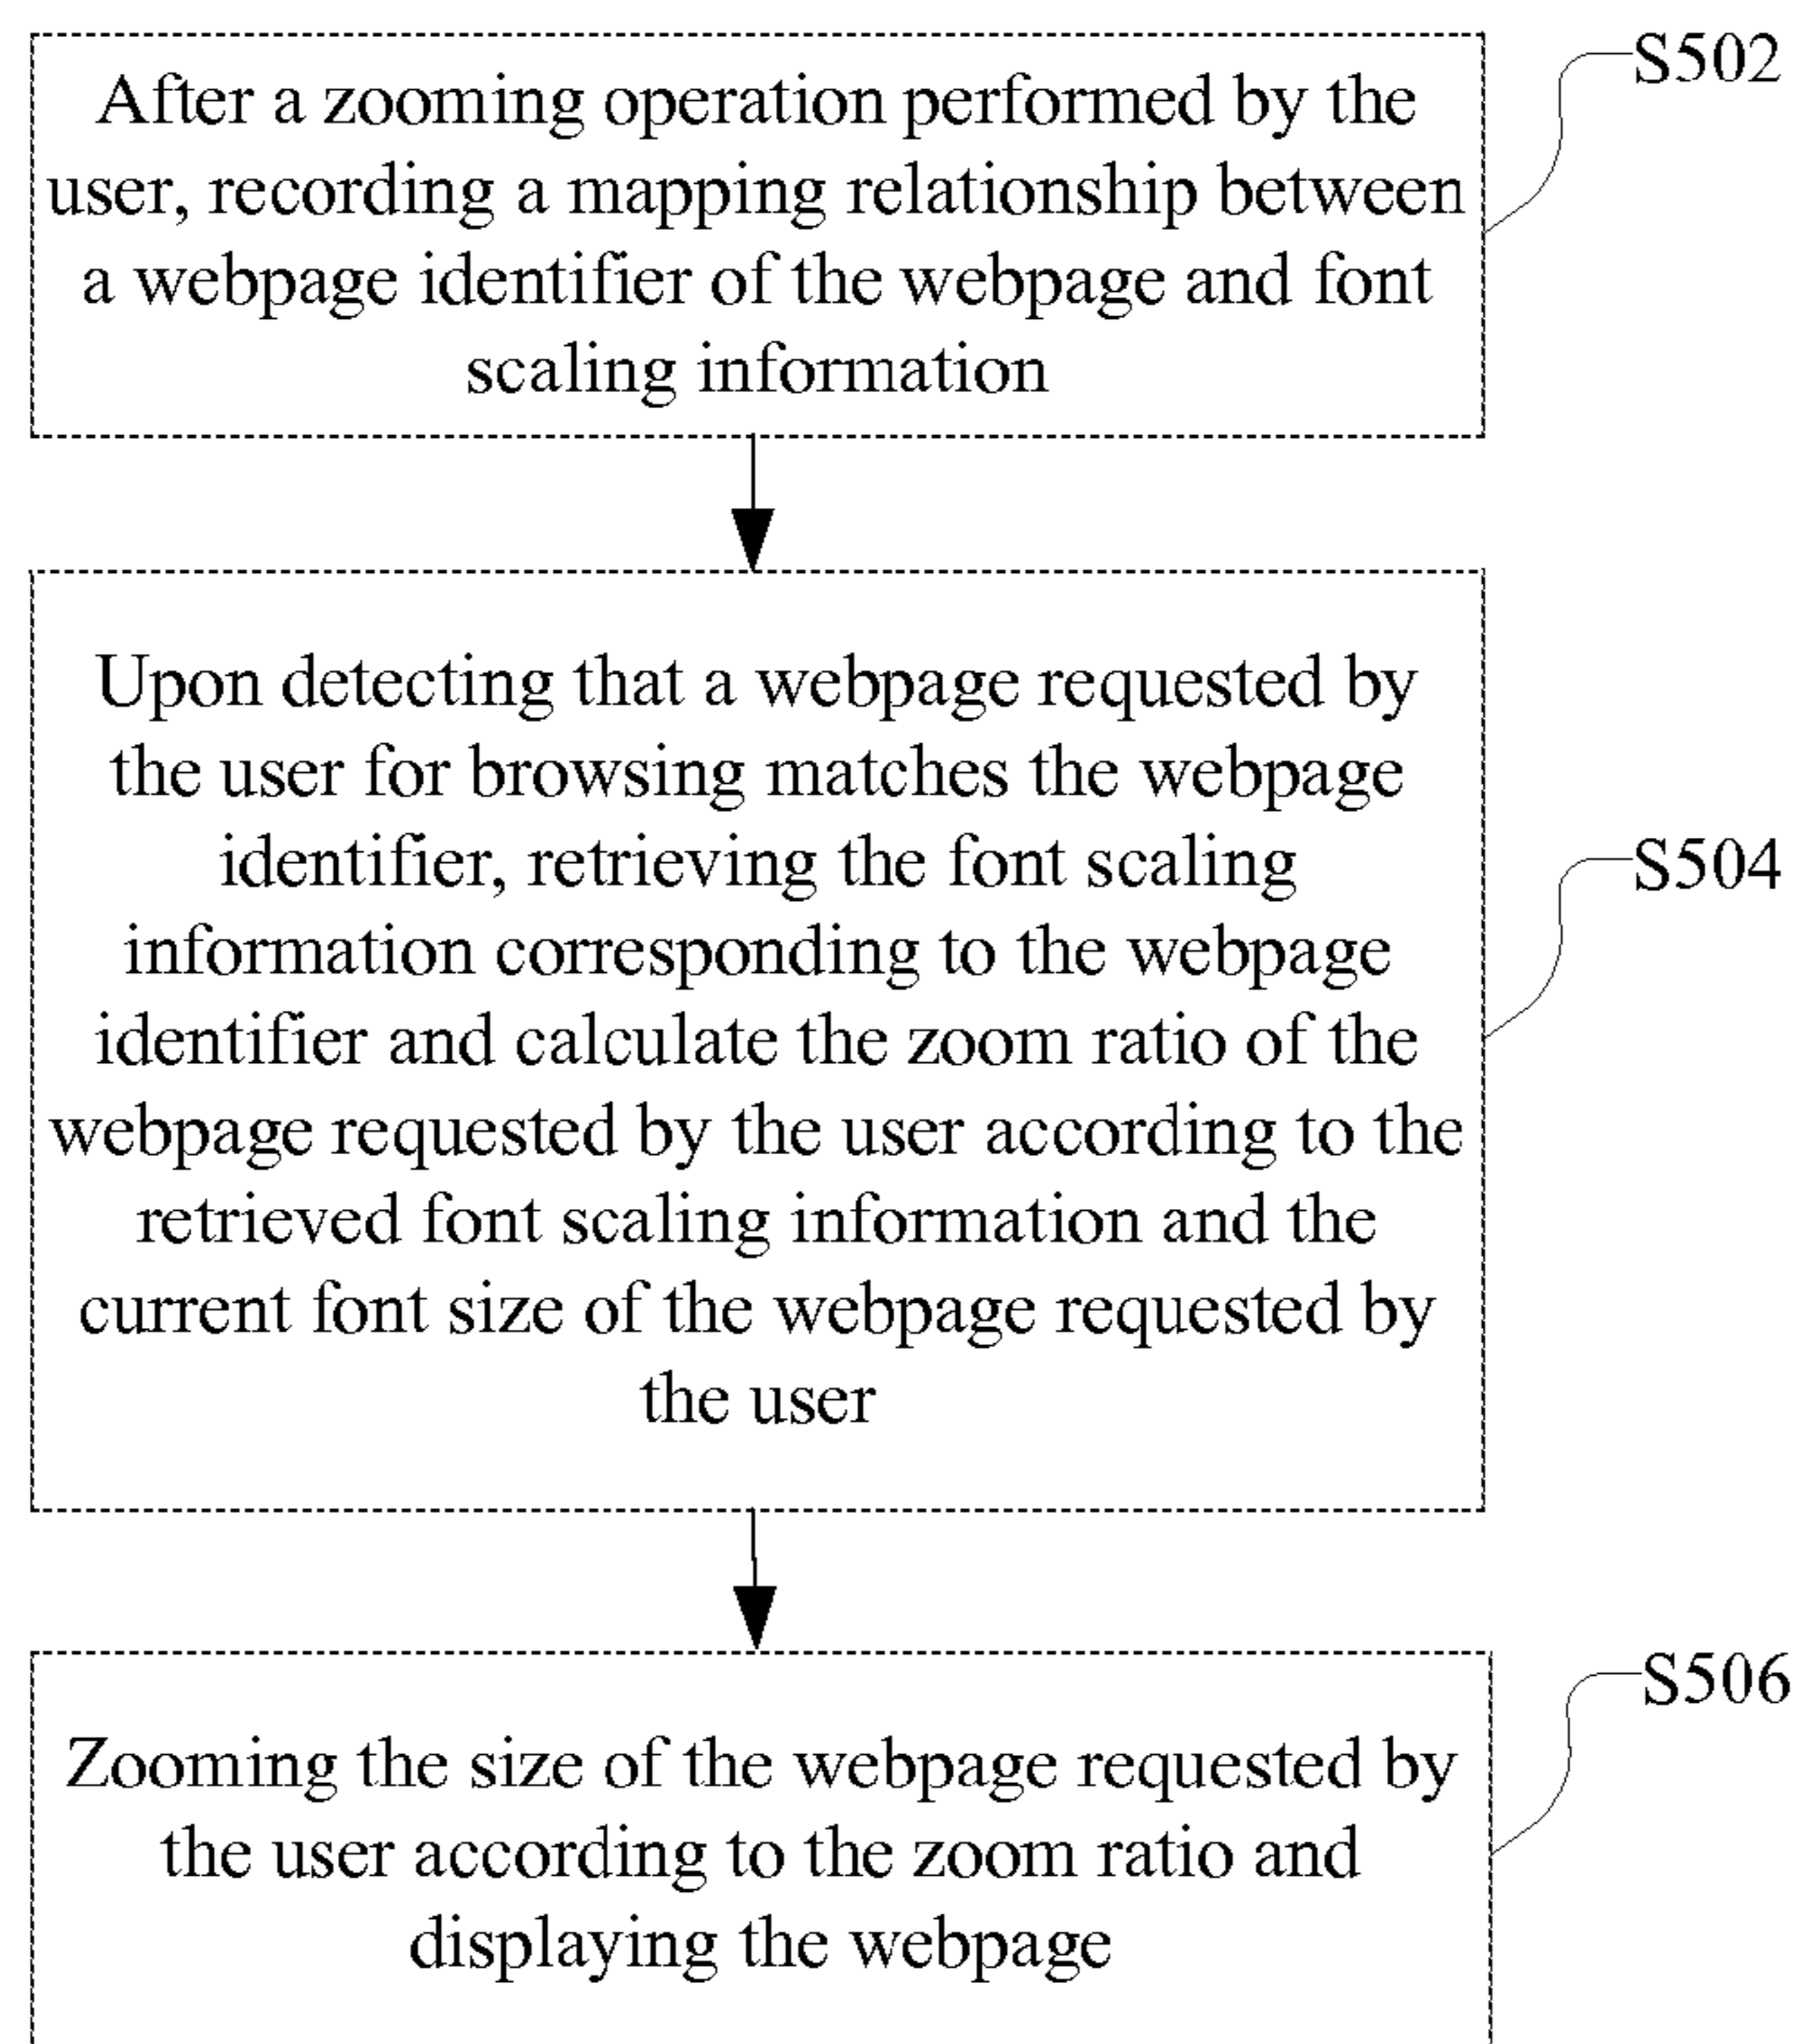 After a zooming operation performed by the
user, recording a mapping relationship between
a webpage identifier of the webpage and font
scaling information
S502
Upon detecting that a webpage requested by
the user for browsing matches the webpage
identifier, retrieving the font scaling
information corresponding to the webpage
identifier and calculate the zoom ratio of the
webpage requested by the user according to the
retrieved font scaling information and the
current font size of the webpage requested by
the user
S504
Zooming the size of the webpage requested by
the user according to the zoom ratio and
displaying the webpage
S506